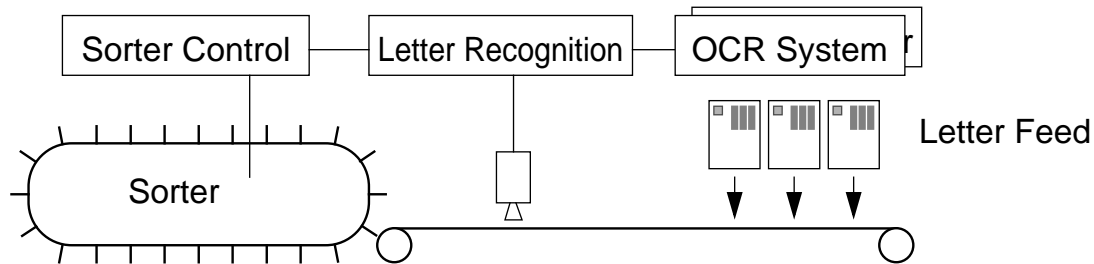 Sorter Control
Letter Recognition
OCR System
Letter Feed
Sorter